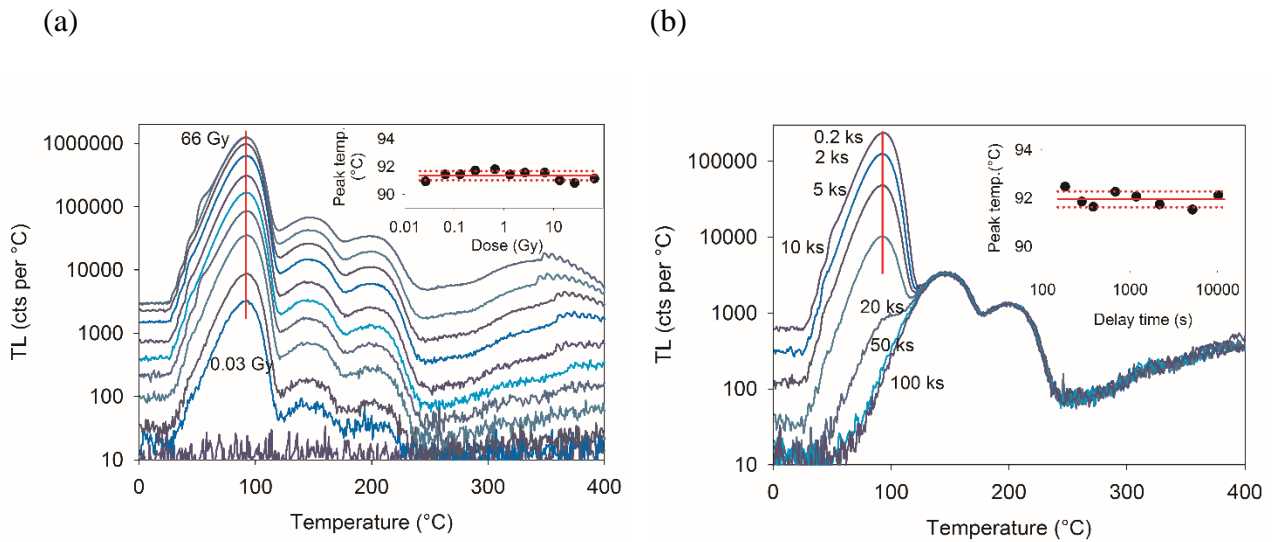 (a)
(b)
TL (cts per °C)
1000000
100000
10000
1000
100
10
66 Gy
0.03 Gy
Peak temp.
(°C)
94
92
90
0.01
0.1
1
10
Dose (Gy)
0
100
200
300
400
Temperature (°C)
TL (cts per °C)
100000
10000
1000
100
10
0.2 ks
2 ks
5 ks
10 ks
20 ks
50 ks
100 ks
Peak temp.(°C)
94
92
90
100
1000
10000
Delay time (s)
0
100
200
300
400
Temperature (°C)